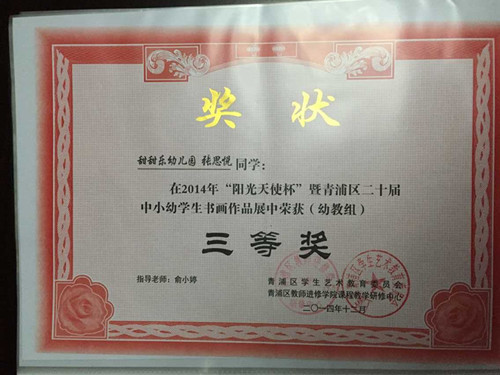 奖状
甜甜乐幼儿园 张思悦 同学：
在2014年“阳光天使杯”暨青浦区二十届
中小幼学生书画作品展中荣获（幼教组）
三等奖
指导老师：俞小婷
青浦区学生艺术教育委员会
青浦区教师进修学院课程教学研修中心
二〇一四年十二月